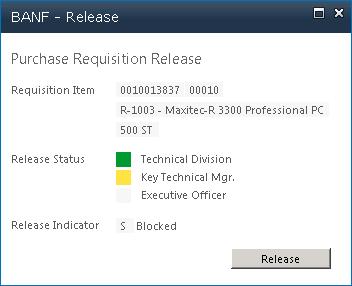 BANF - Release
Purchase Requisition Release
Requisition Item 0010013837 00010
R-1003 - Maxitec-R 3300 Professional PC
500 ST
Release Status Technical Division
Key Technical Mgr.
Executive Officer
Release Indicator S Blocked
Release